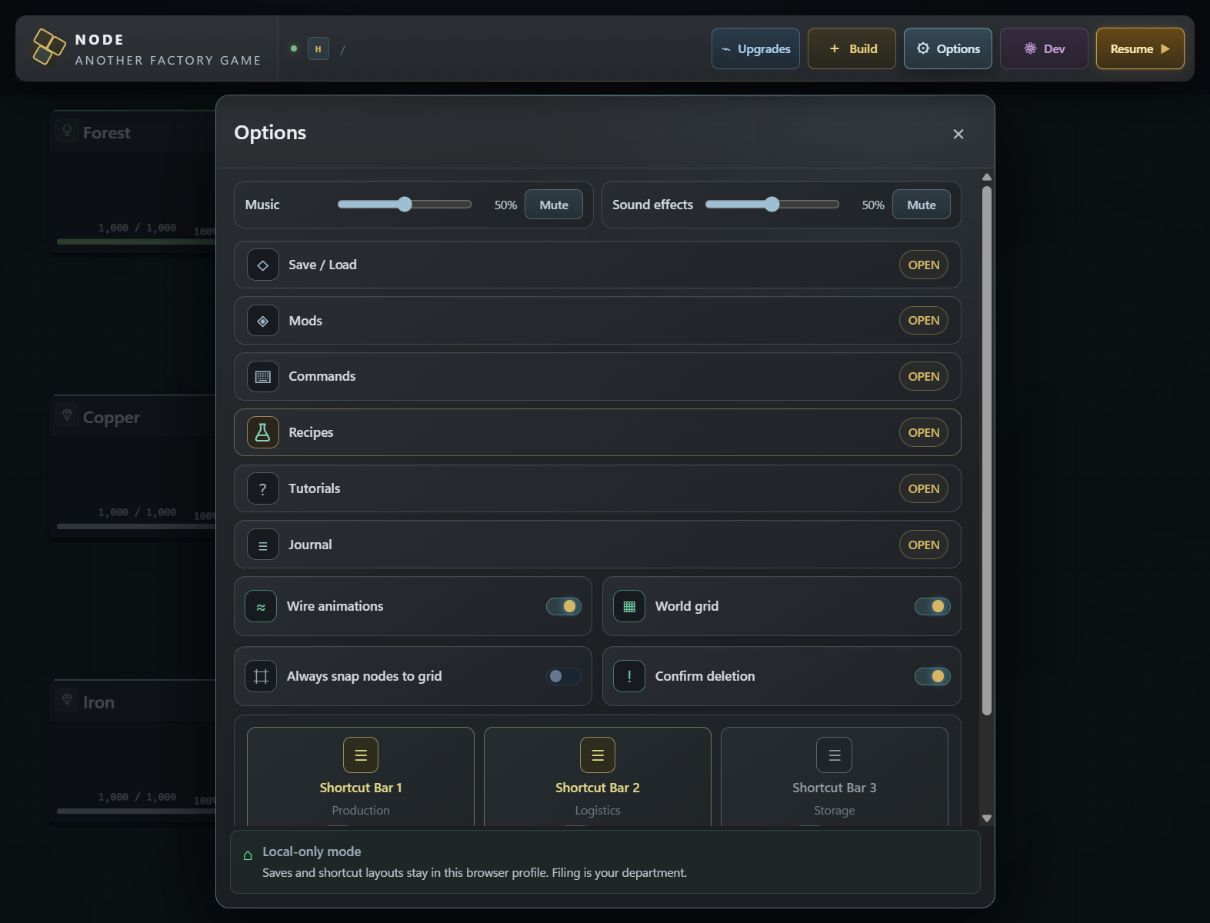 NODE
ANOTHER FACTORY GAME
H /
Upgrades
+ Build
Options
Dev
Resume
Forest
1,000 / 1,000 100%
Copper
1,000 / 1,000 100%
Iron
1,000 / 1,000 100%
Options
Music 50% Mute
Sound effects 50% Mute
Save / Load OPEN
Mods OPEN
Commands OPEN
Recipes OPEN
? Tutorials OPEN
Journal OPEN
Wire animations
World grid
Always snap nodes to grid
! Confirm deletion
Shortcut Bar 1
Production
Shortcut Bar 2
Logistics
Shortcut Bar 3
Storage
Local-only mode
Saves and shortcut layouts stay in this browser profile. Filing is your department.